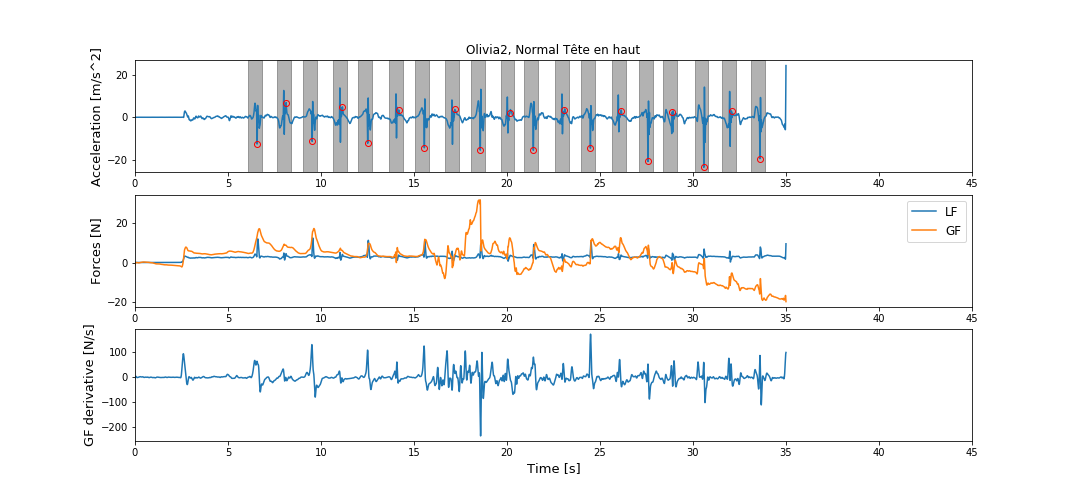 Olivia2, Normal Tête en haut
Acceleration [m/s^2]
20
0
−20
0 5 10 15 20 25 30 35 40 45
Forces [N]
20
0
−20
LF
GF
0 5 10 15 20 25 30 35 40 45
GF derivative [N/s]
100
0
−100
−200
0 5 10 15 20 25 30 35 40 45
Time [s]